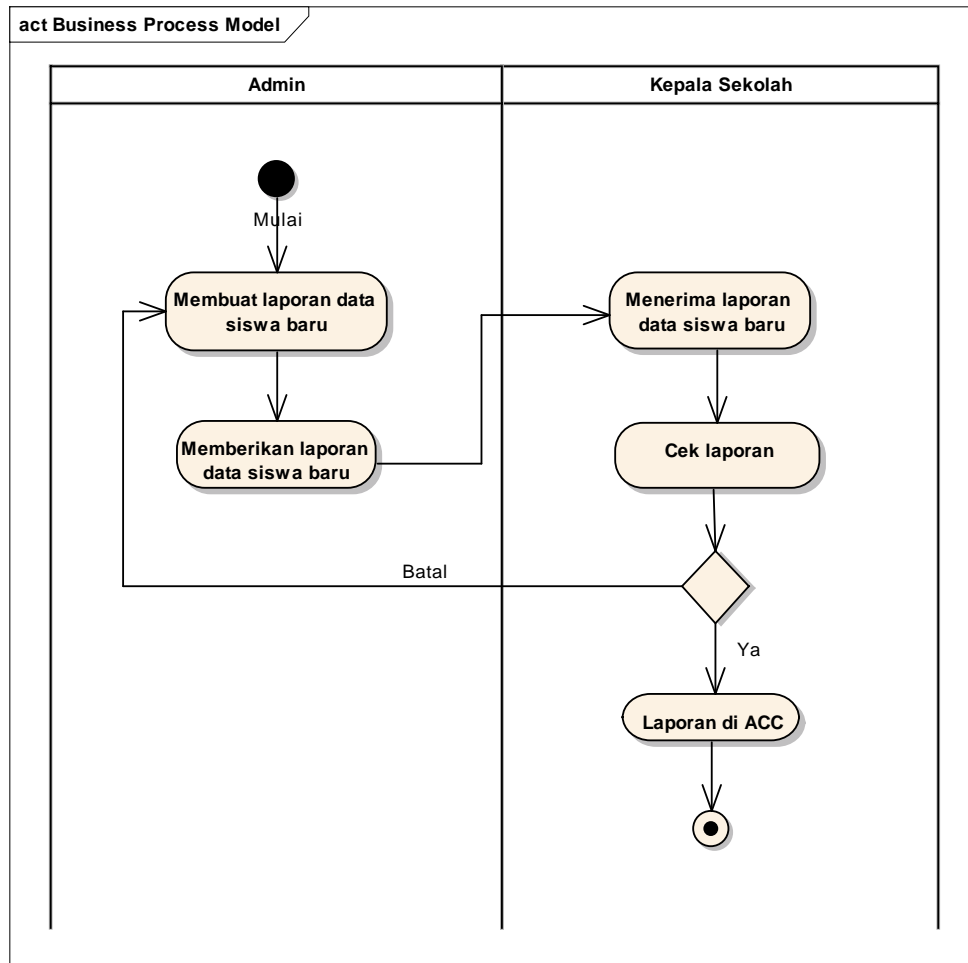 act Business Process Model
Admin
Kepala Sekolah
Mulai
Membuat laporan data
siswa baru
Memberikan laporan
data siswa baru
Menerima laporan
data siswa baru
Cek laporan
Batal
Ya
Laporan di ACC